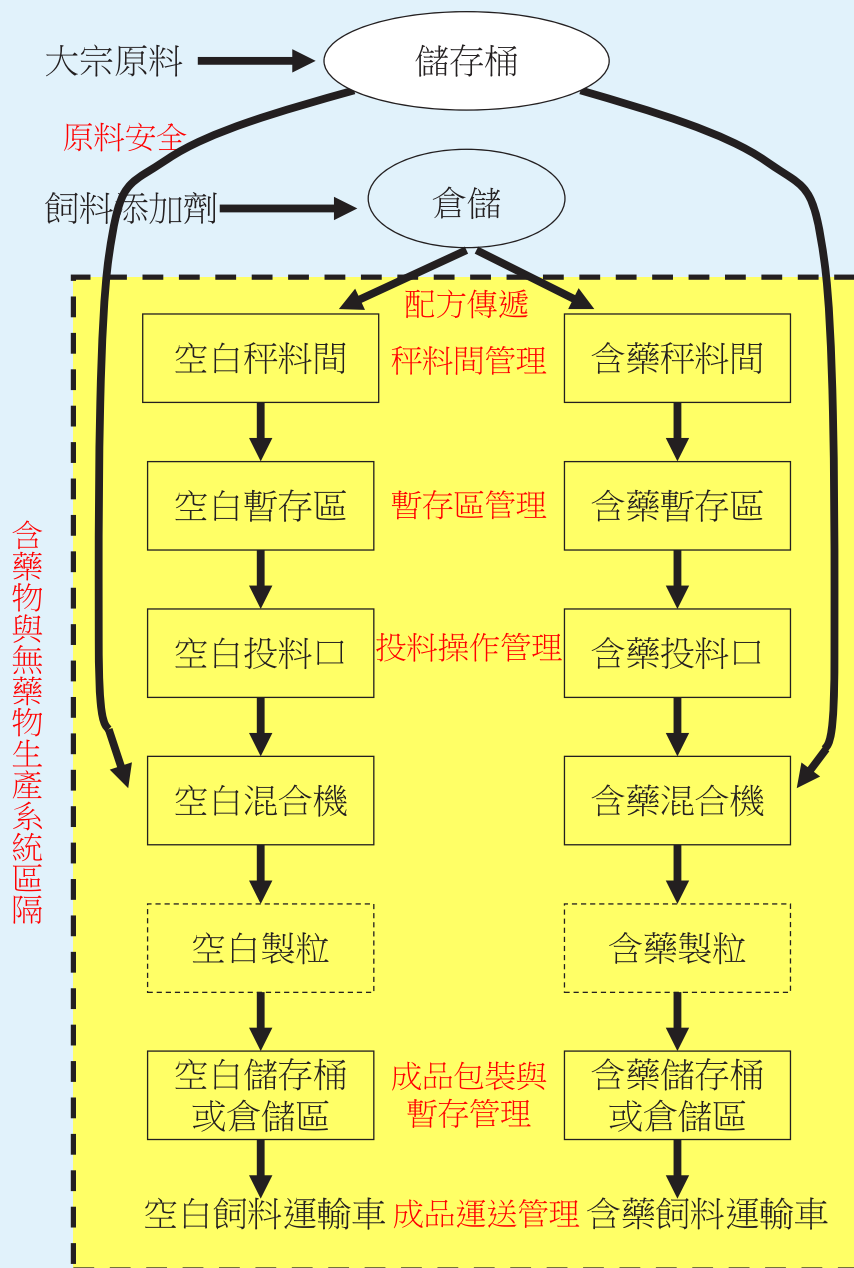 大宗原料
儲存桶
原料安全
飼料添加劑
倉儲
配方傳遞
空白秤料間
秤料間管理
含藥秤料間
空白暫存區
暫存區管理
含藥暫存區
空白投料口
投料操作管理
含藥投料口
含藥物與無藥物生產系統區隔
空白混合機
含藥混合機
空白製粒
含藥製粒
空白儲存桶
或倉儲區
成品包裝與
暫存管理
含藥儲存桶
或倉儲區
空白飼料運輸車
成品運送管理
含藥飼料運輸車